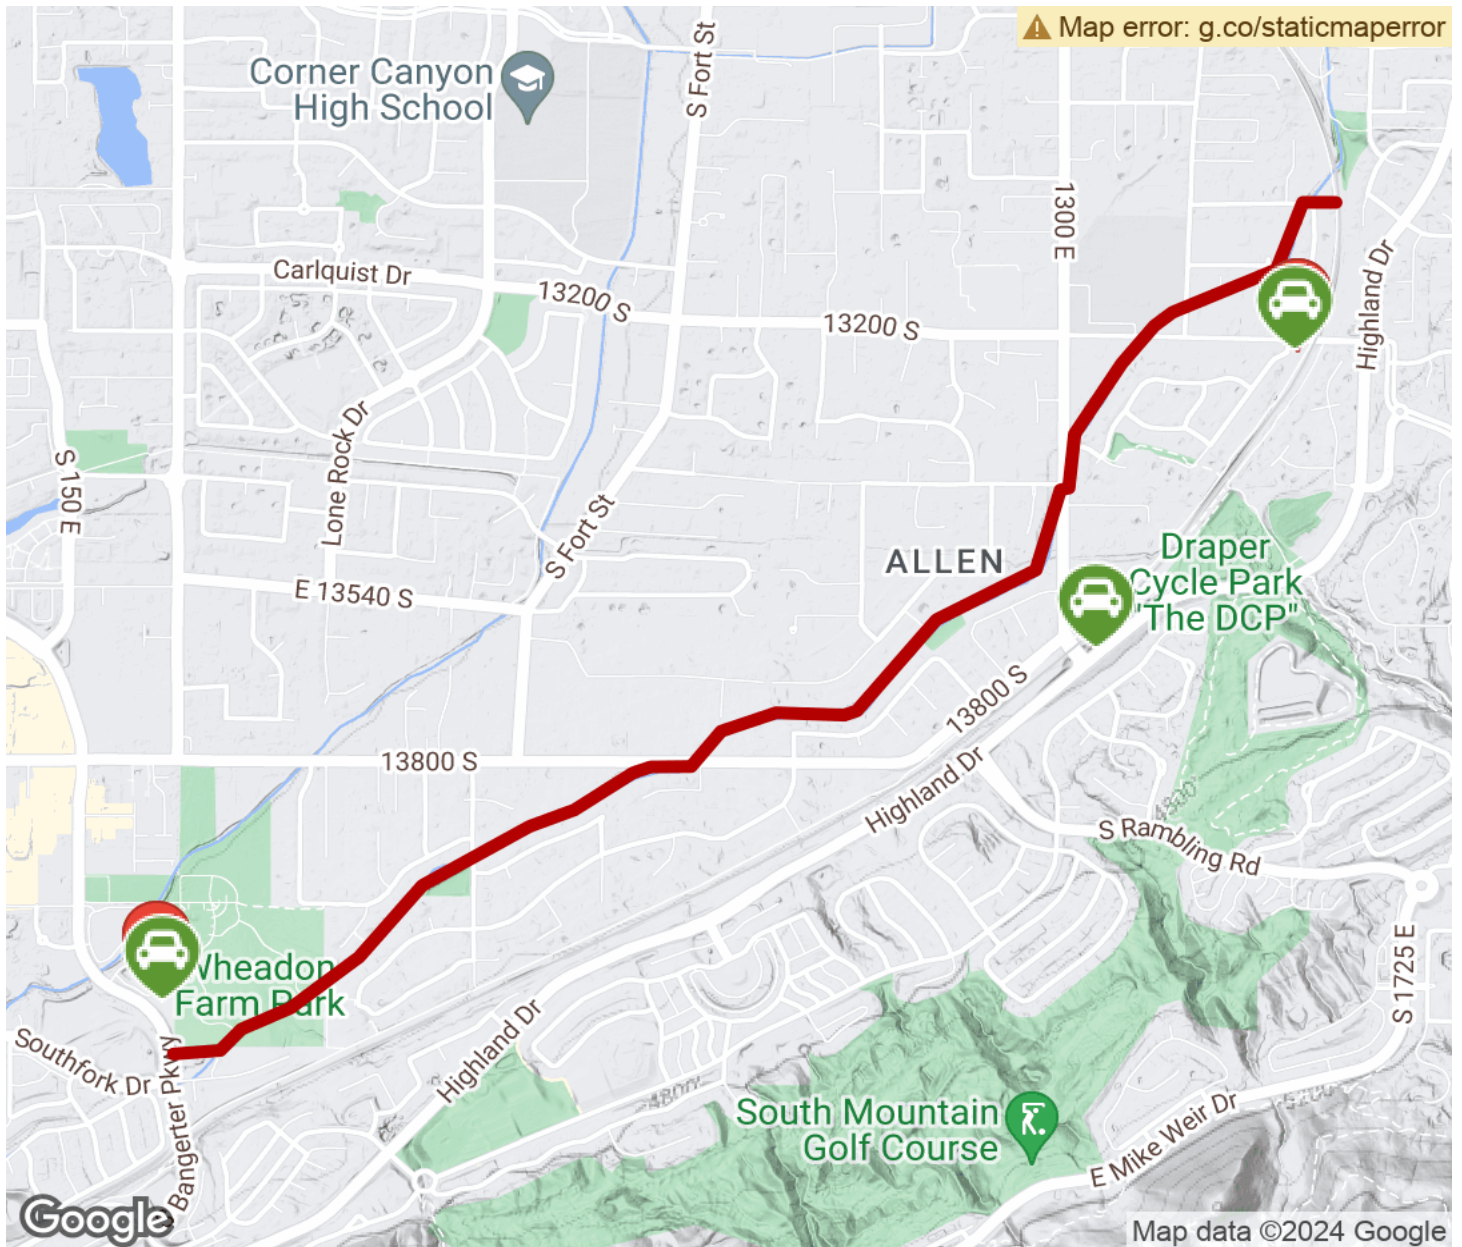 Map error: g.co/staticmaperror
Corner Canyon
High School
S Fort St
1300 E
Highland Dr
Carlquist Dr
13200 S
13200 S
Lone Rock Dr
S 150 E
S Fort St
E 13540 S
ALLEN
Draper
Cycle Park
"The DCP"
13800 S
13800 S
Highland Dr
4800'
S Rambling Rd
S 1725 E
Wheadon
Farm Park
Southfork Dr
Bangerter Pkwy
Highland Dr
South Mountain
Golf Course
E Mike Weir Dr
Google
Map data ©2024 Google